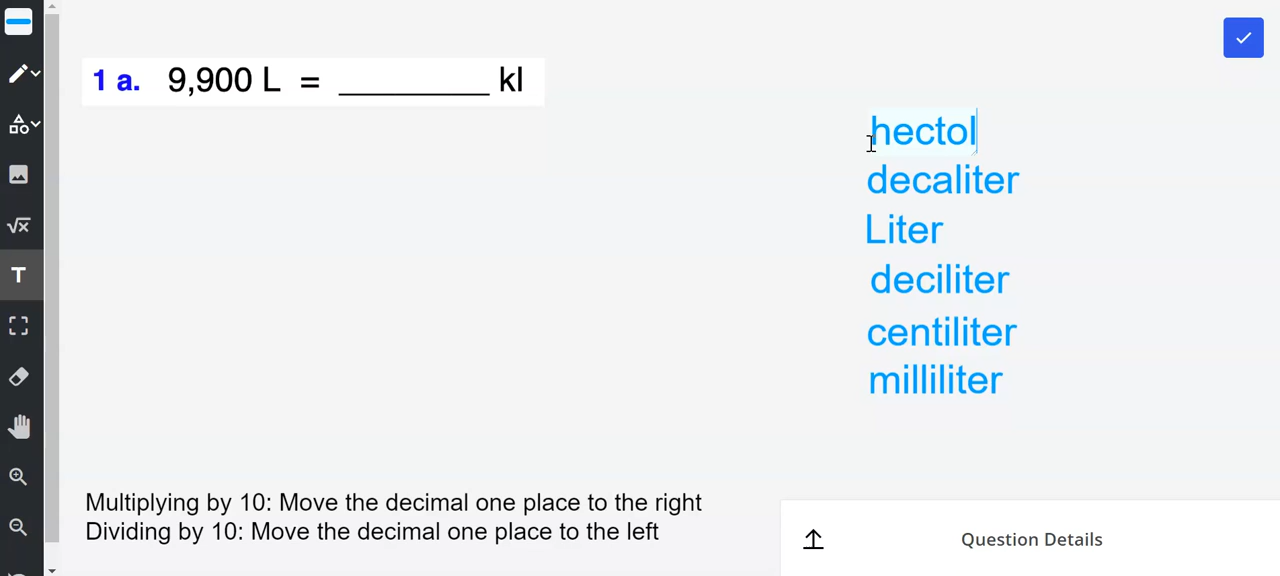 1 a. 9,900 L = _________ kl
hectol
decaliter
Liter
deciliter
centiliter
milliliter
T
√x
Multiplying by 10: Move the decimal one place to the right
Dividing by 10: Move the decimal one place to the left
Question Details